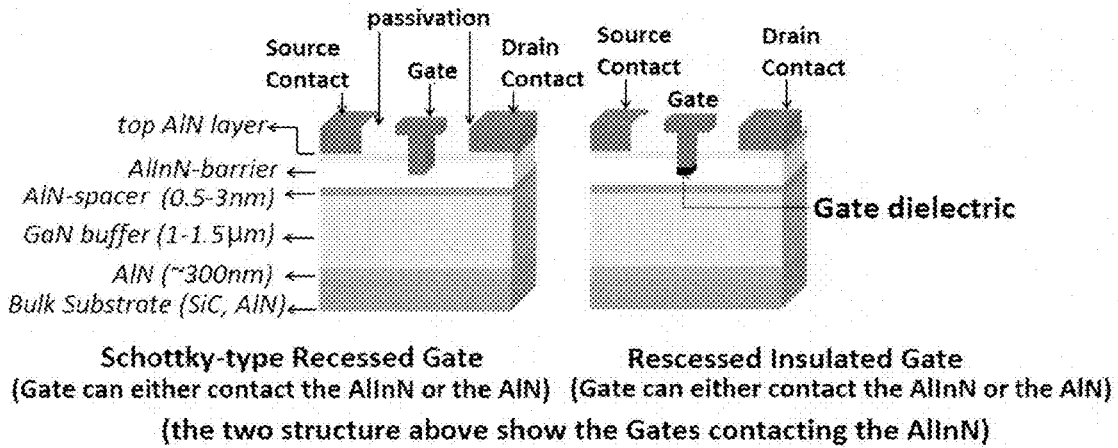 passivation
Source
Contact
Gate
Drain
Contact
Source
Contact
Gate
Drain
Contact
top AlN layer
AlInN-barrier
AlN-spacer (0.5-3nm)
GaN buffer (1-1.5μm)
AlN (~300nm)
Bulk Substrate (SiC, AlN)
Gate dielectric
Schottky-type Recessed Gate
(Gate can either contact the AlInN or the AlN)
Rescessed Insulated Gate
(Gate can either contact the AlInN or the AlN)
(the two structure above show the Gates contacting the AlInN)